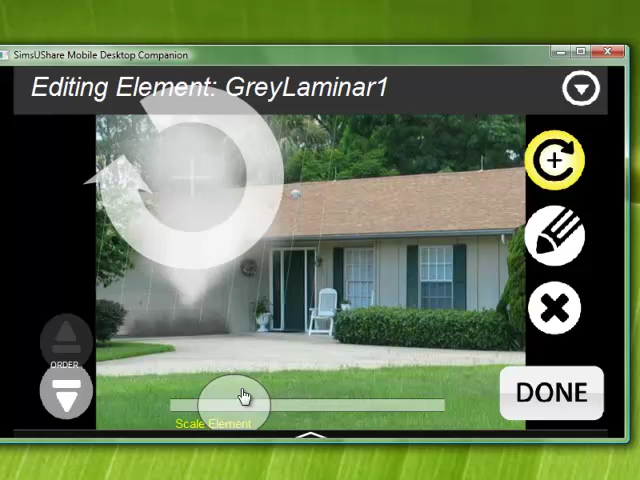 SimsUShare Mobile Desktop Companion
Editing Element: GreyLaminar1
ORDER
DONE
Scale Element